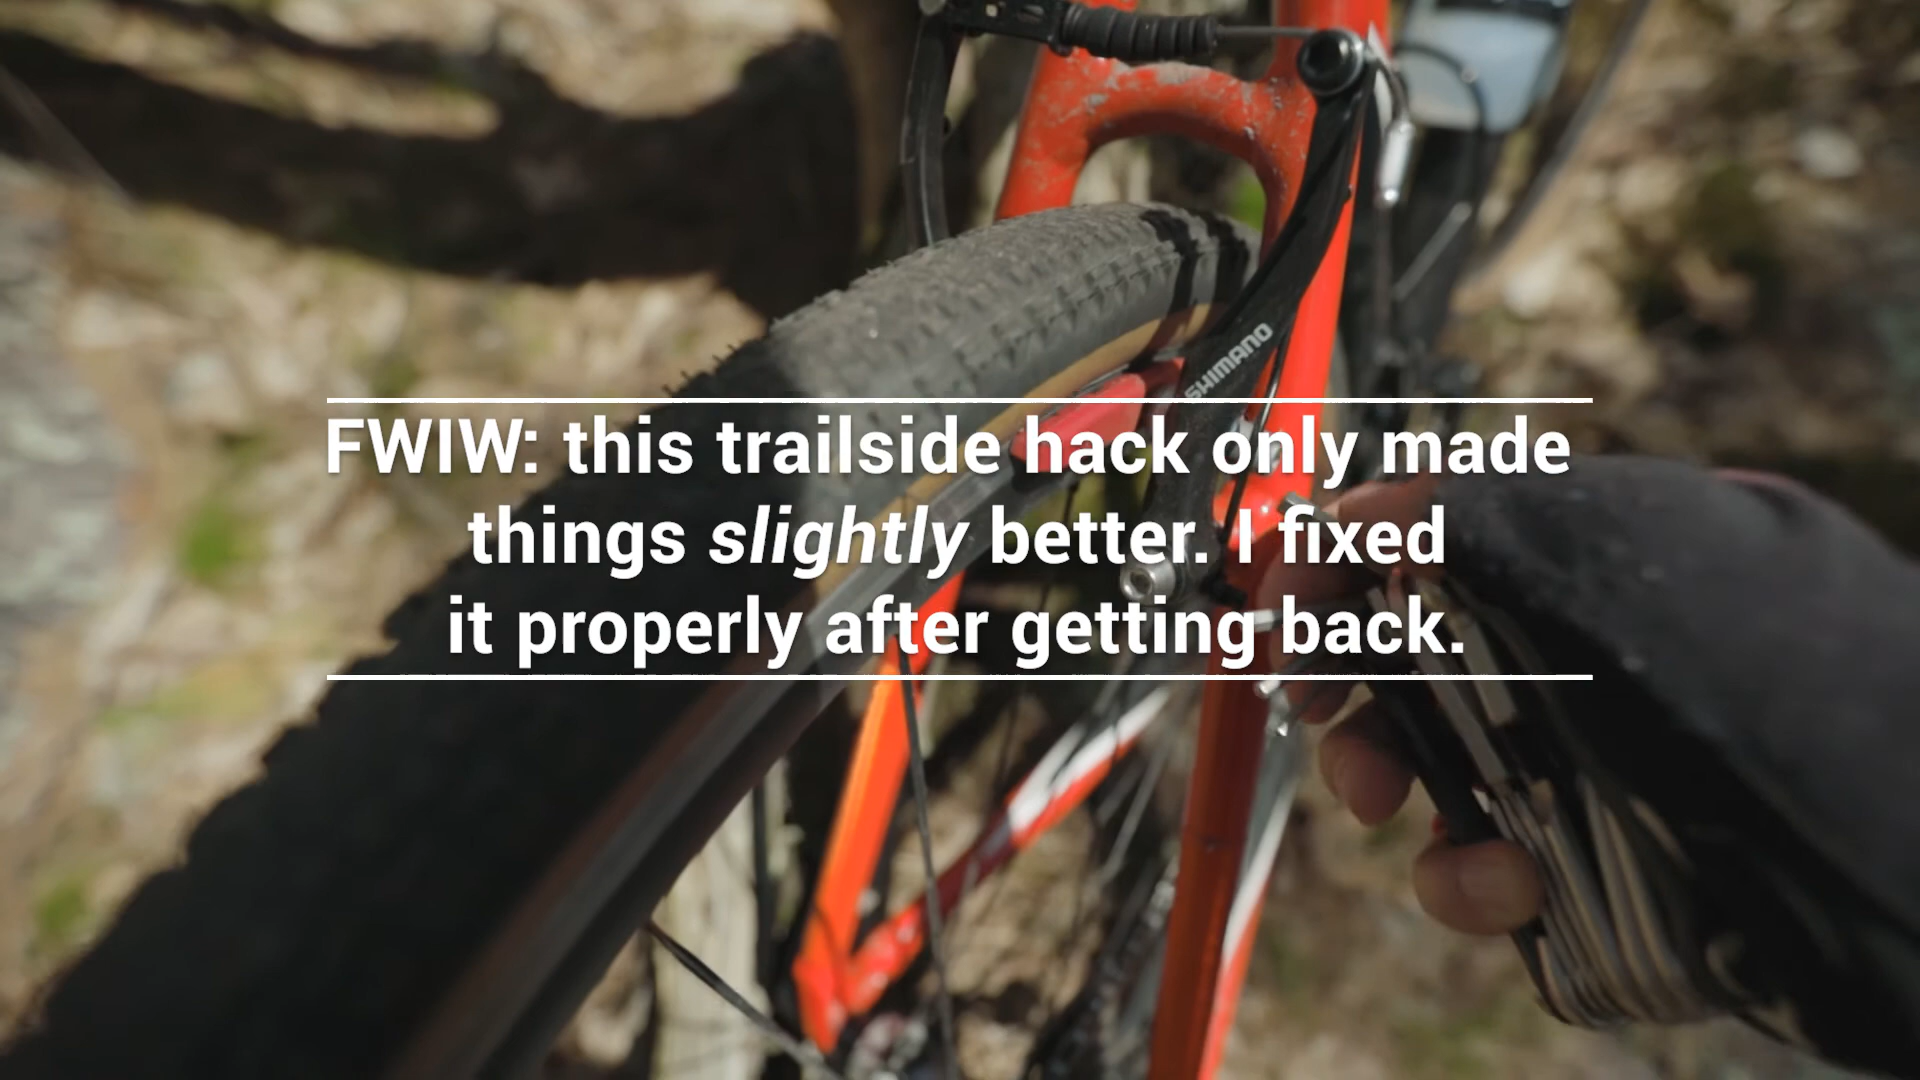 SHIMANO
FWIW: this trailside hack only made
things slightly better. I fixed
it properly after getting back.